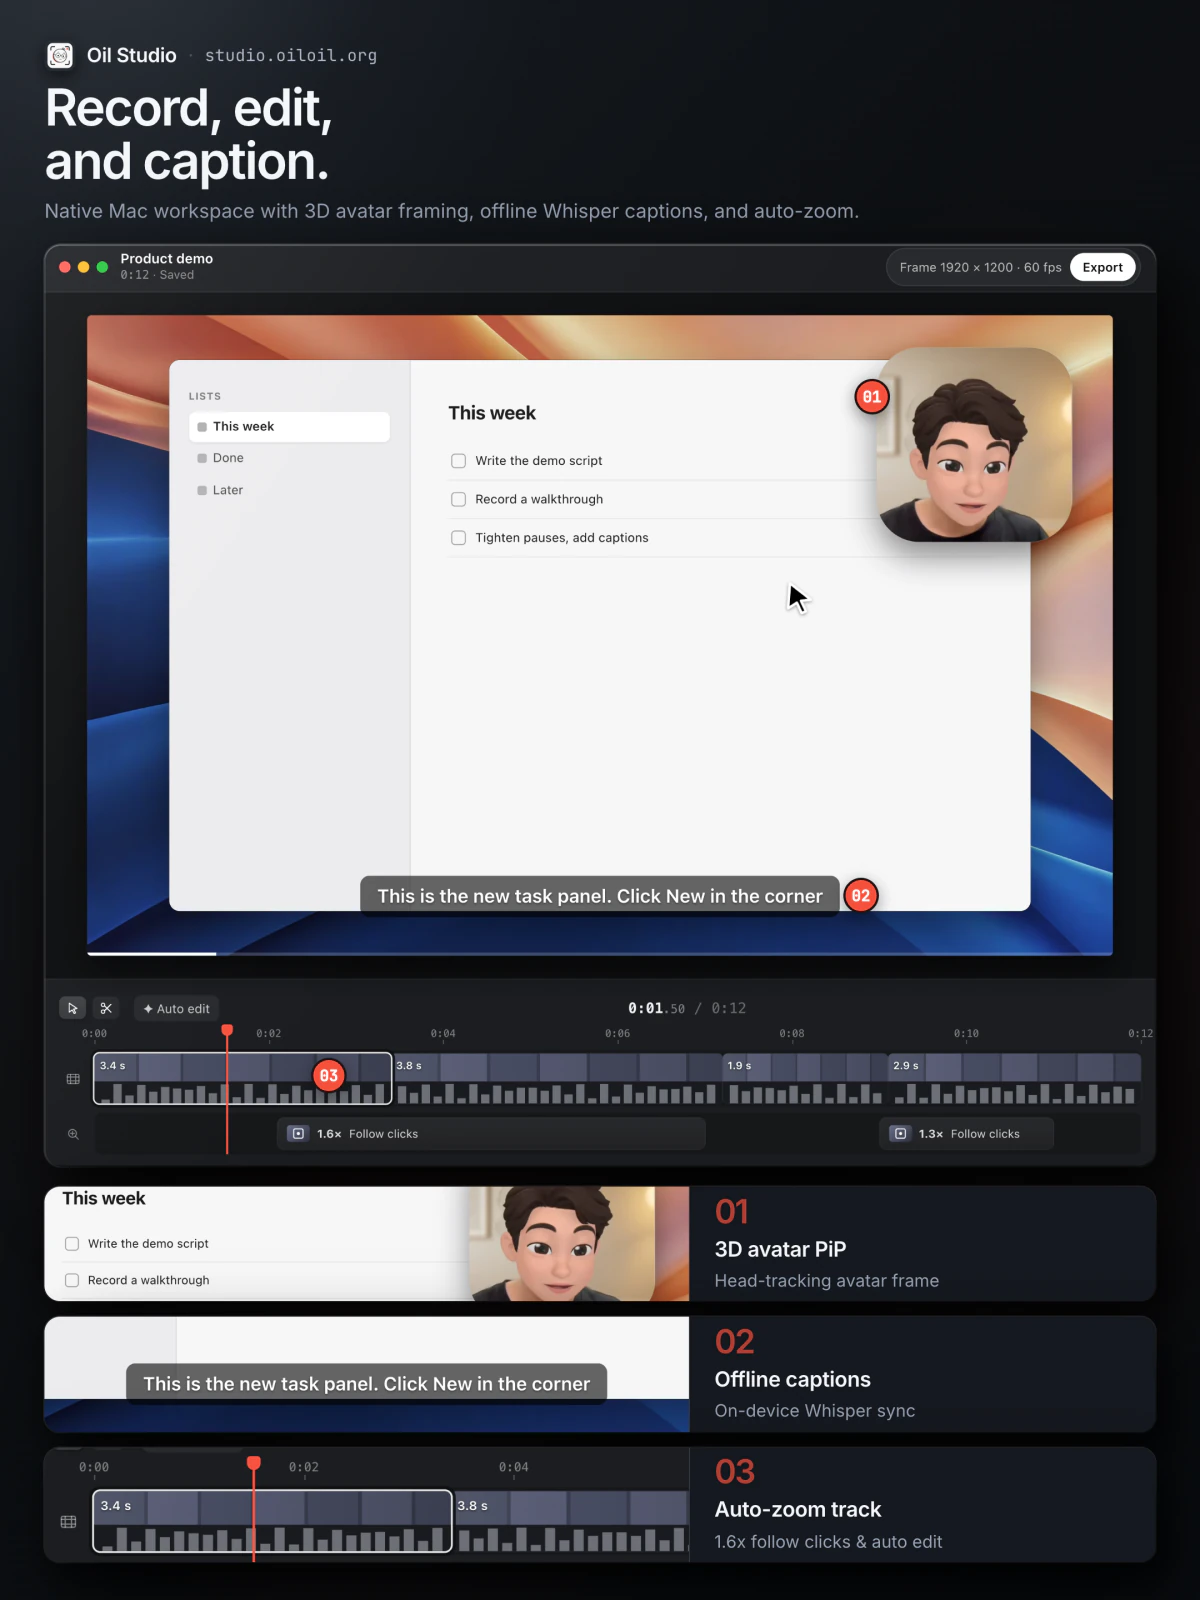 Oil Studio · studio.oiloil.org
Record, edit,
and caption.
Native Mac workspace with 3D avatar framing, offline Whisper captions, and auto-zoom.
Product demo
0:12 · Saved
Frame 1920 × 1200 · 60 fps
Export
LISTS
This week
Done
Later
This week
Write the demo script
Record a walkthrough
Tighten pauses, add captions
01
This is the new task panel. Click New in the corner
02
Auto edit
0:01.50 / 0:12
0:00 0:02 0:04 0:06 0:08 0:10 0:12
3.4 s 3.8 s 1.9 s 2.9 s
03
1.6× Follow clicks
1.3× Follow clicks
This week
Write the demo script
Record a walkthrough
01
3D avatar PiP
Head-tracking avatar frame
This is the new task panel. Click New in the corner
02
Offline captions
On-device Whisper sync
0:00 0:02 0:04
3.4 s 3.8 s
03
Auto-zoom track
1.6x follow clicks & auto edit